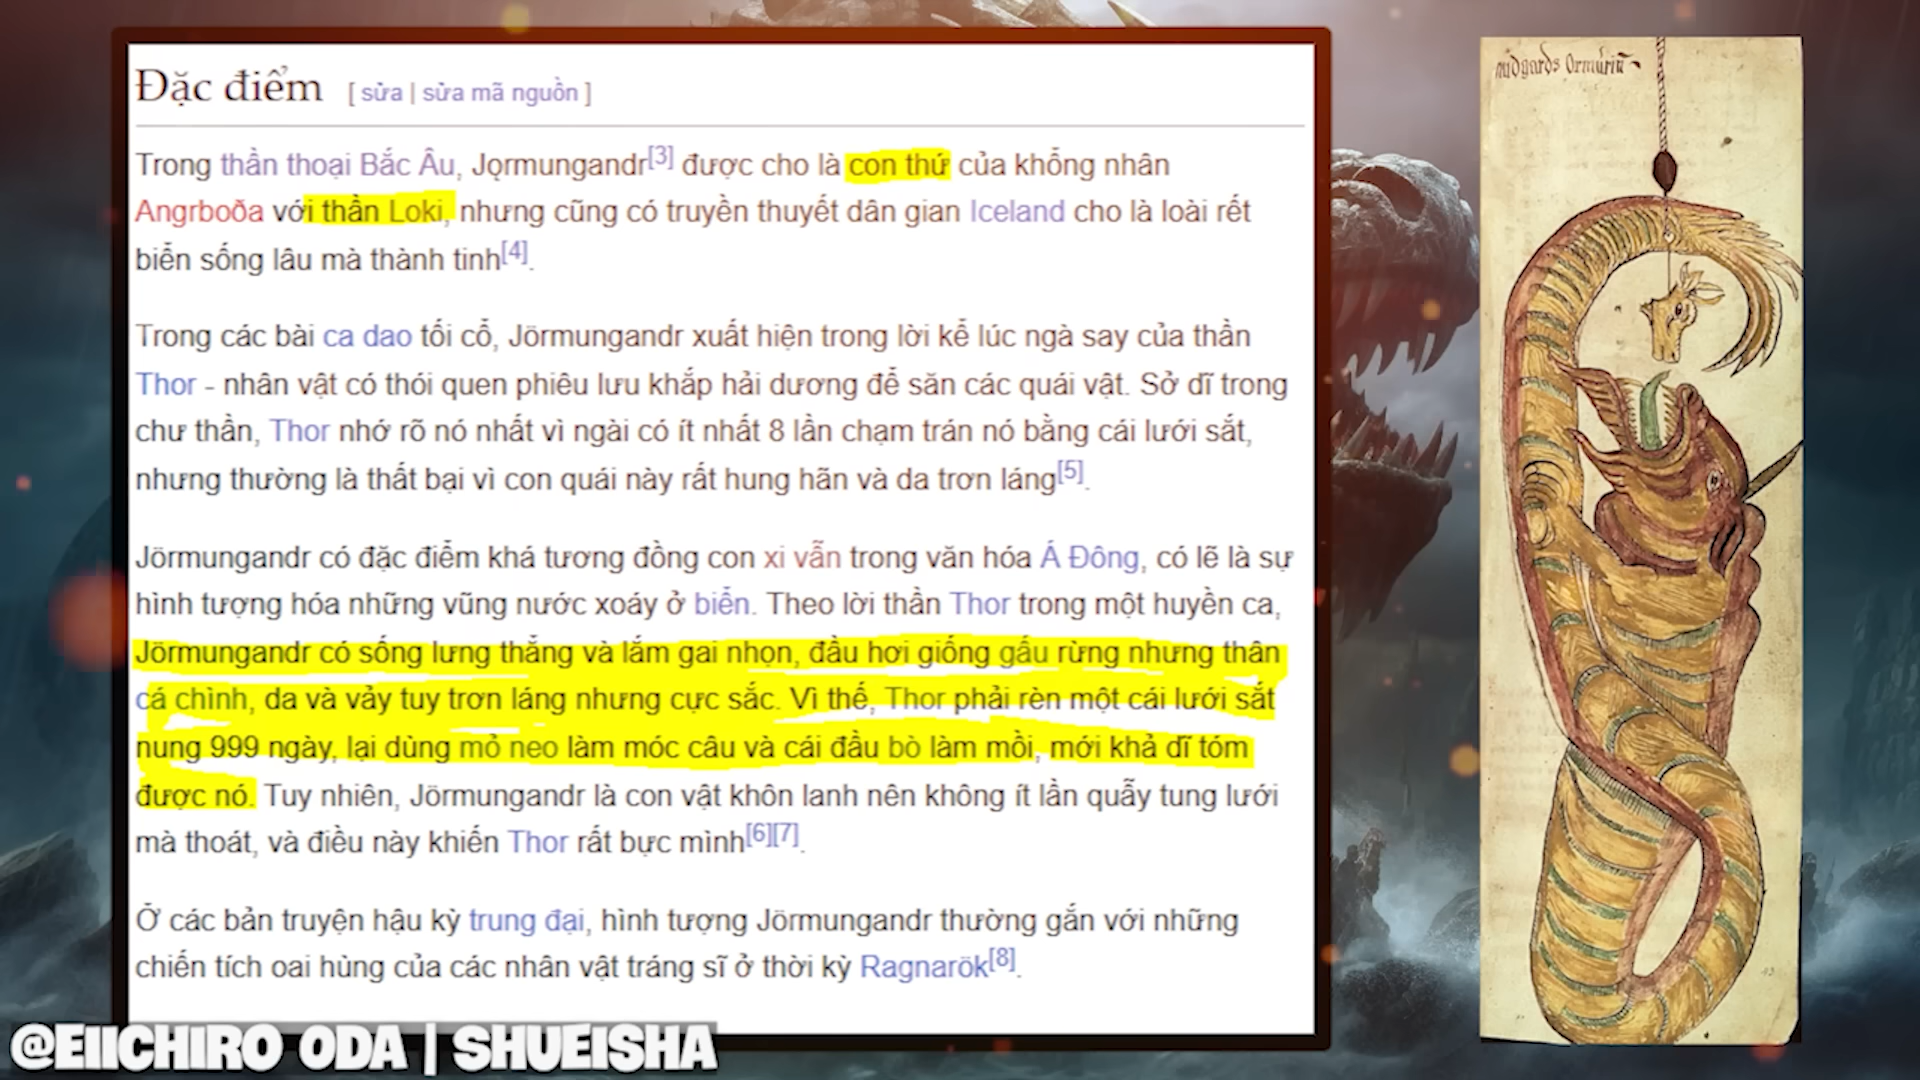 Đặc điểm [ sửa | sửa mã nguồn ]
Trong thần thoại Bắc Âu, Jǫrmungandr[3] được cho là con thứ của khổng nhân
Angrboða với thần Loki, nhưng cũng có truyền thuyết dân gian Iceland cho là loài rết
biển sống lâu mà thành tinh[4].
Trong các bài ca dao tối cổ, Jörmungandr xuất hiện trong lời kể lúc ngà say của thần
Thor - nhân vật có thói quen phiêu lưu khắp hải dương để săn các quái vật. Sở dĩ trong
chư thần, Thor nhớ rõ nó nhất vì ngài có ít nhất 8 lần chạm trán nó bằng cái lưới sắt,
nhưng thường là thất bại vì con quái này rất hung hãn và da trơn láng[5].
Jörmungandr có đặc điểm khá tương đồng con xi vẫn trong văn hóa Á Đông, có lẽ là sự
hình tượng hóa những vũng nước xoáy ở biển. Theo lời thần Thor trong một huyền ca,
Jörmungandr có sống lưng thẳng và lắm gai nhọn, đầu hơi giống gấu rừng nhưng thân
cá chình, da và vảy tuy trơn láng nhưng cực sắc. Vì thế, Thor phải rèn một cái lưới sắt
nung 999 ngày, lại dùng mỏ neo làm móc câu và cái đầu bò làm mồi, mới khả dĩ tóm
được nó. Tuy nhiên, Jörmungandr là con vật khôn lanh nên không ít lần quẫy tung lưới
mà thoát, và điều này khiến Thor rất bực mình[6][7].
Ở các bản truyện hậu kỳ trung đại, hình tượng Jörmungandr thường gắn với những
chiến tích oai hùng của các nhân vật tráng sĩ ở thời kỳ Ragnarök[8].
@EIICHIRO ODA | SHUEISHA